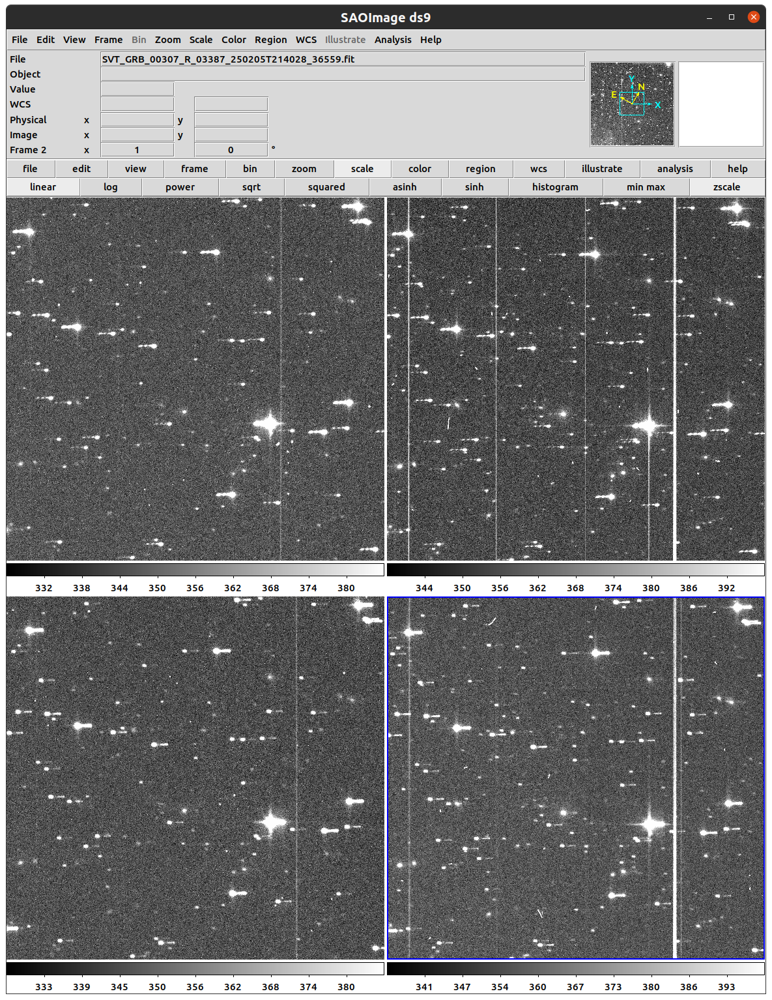 SAOImage ds9
File Edit View Frame Bin Zoom Scale Color Region WCS Illustrate Analysis Help
File SVT_GRB_00307_R_03387_250205T214028_36559.fit
Object
Value
WCS
Physical x y
Image x y
Frame 2 x 1 0 °
Y
N
E
X
file edit view frame bin zoom scale color region wcs illustrate analysis help
linear log power sqrt squared asinh sinh histogram min max zscale
332 338 344 350 356 362 368 374 380
344 350 356 362 368 374 380 386 392
333 339 345 350 356 362 368 374 380
341 347 354 360 367 373 380 386 393